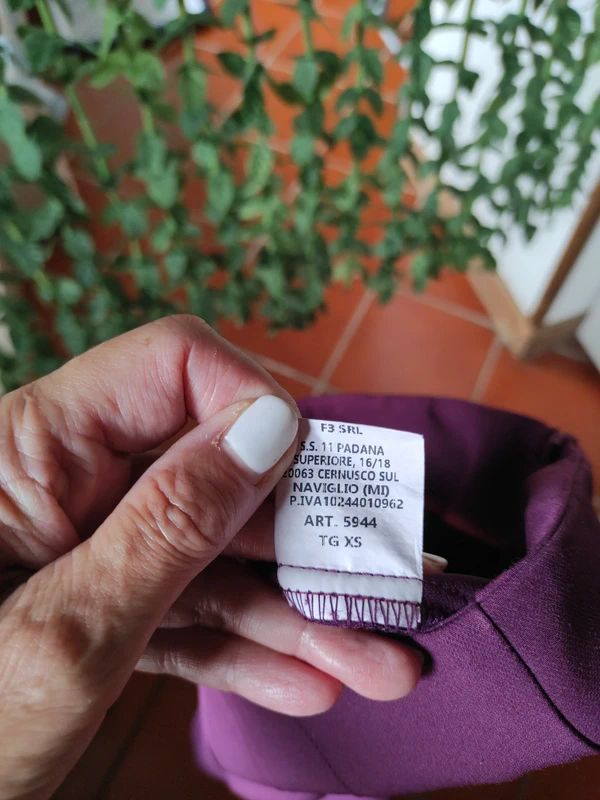 F3 SRL
S.S. 11 PADANA
SUPERIORE, 16/18
20063 CERNUSCO SUL
NAVIGLIO (MI)
P.IVA10244010962
ART. 5944
TG XS